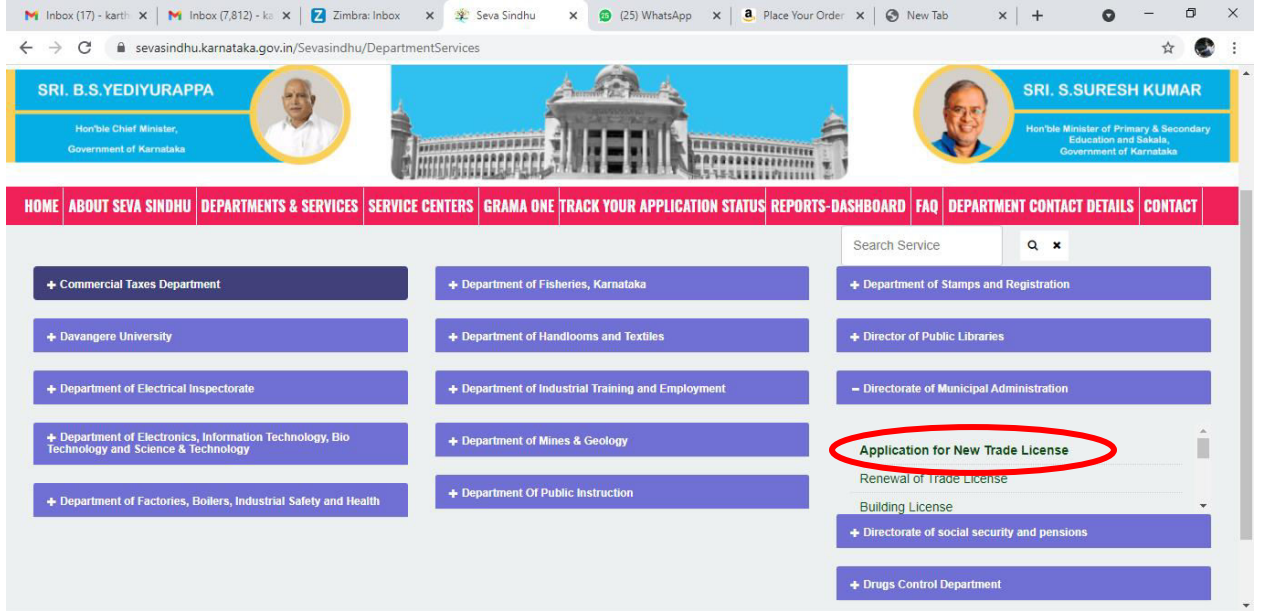 Inbox (17) - karth
Inbox (7,812) - ka
Zimbra: Inbox
Seva Sindhu
(25) WhatsApp
Place Your Order
New Tab
sevasindhu.karnataka.gov.in/Sevasindhu/DepartmentServices
SRI. B.S.YEDIYURAPPA
Hon'ble Chief Minister,
Government of Karnataka
SRI. S.SURESH KUMAR
Hon'ble Minister of Primary & Secondary
Education and Sakala,
Government of Karnataka
HOME ABOUT SEVA SINDHU DEPARTMENTS & SERVICES SERVICE CENTERS GRAMA ONE TRACK YOUR APPLICATION STATUS REPORTS-DASHBOARD FAQ DEPARTMENT CONTACT DETAILS CONTACT
Search Service
+ Commercial Taxes Department
+ Davangere University
+ Department of Electrical Inspectorate
+ Department of Electronics, Information Technology, Bio
Technology and Science & Technology
+ Department of Factories, Boilers, Industrial Safety and Health
+ Department of Fisheries, Karnataka
+ Department of Handlooms and Textiles
+ Department of Industrial Training and Employment
+ Department of Mines & Geology
+ Department Of Public Instruction
+ Department of Stamps and Registration
+ Director of Public Libraries
− Directorate of Municipal Administration
Application for New Trade License
Renewal of Trade License
Building License
+ Directorate of social security and pensions
+ Drugs Control Department